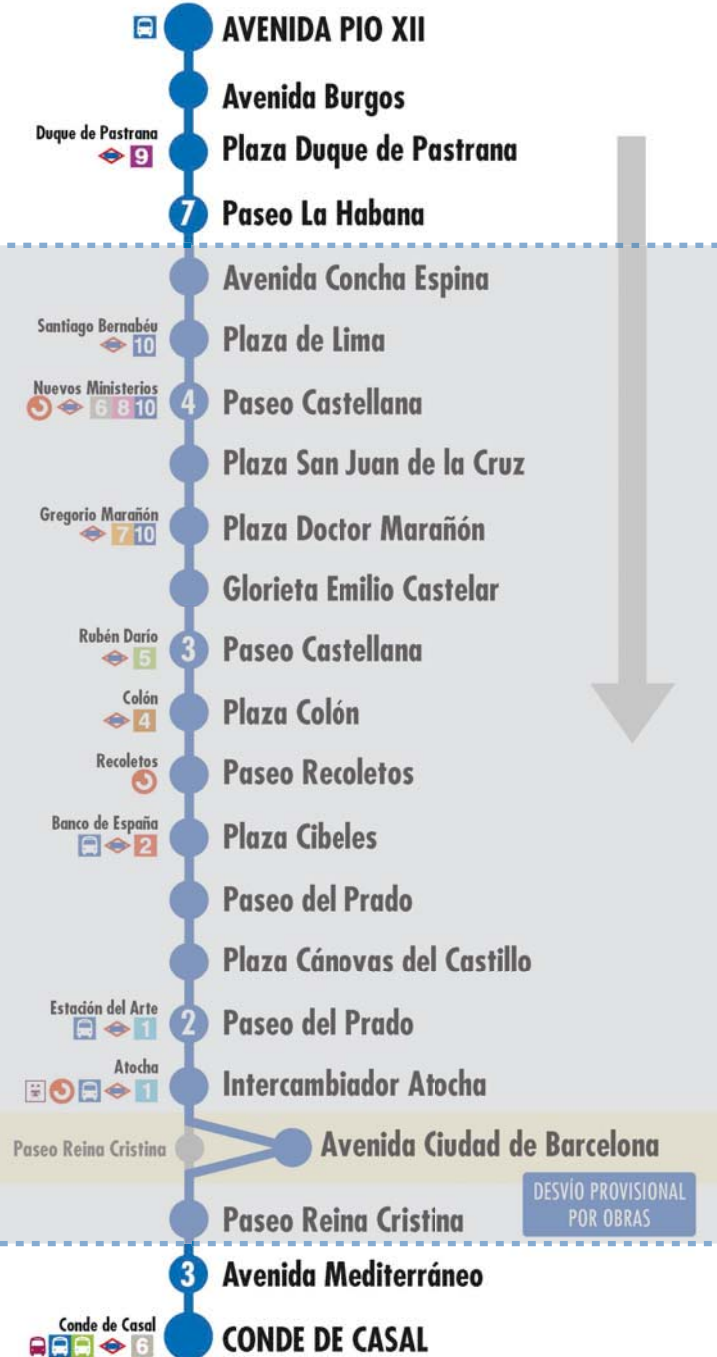 AVENIDA PIO XII
Avenida Burgos
Duque de Pastrana
9
Plaza Duque de Pastrana
7
Paseo La Habana
Avenida Concha Espina
Santiago Bernabéu
10
Plaza de Lima
Nuevos Ministerios
6 8 10
4
Paseo Castellana
Plaza San Juan de la Cruz
Gregorio Marañón
7 10
Plaza Doctor Marañón
Glorieta Emilio Castelar
Rubén Darío
5
3
Paseo Castellana
Colón
4
Plaza Colón
Recoletos
Paseo Recoletos
Banco de España
2
Plaza Cibeles
Paseo del Prado
Plaza Cánovas del Castillo
Estación del Arte
1
2
Paseo del Prado
Atocha
1
Intercambiador Atocha
Paseo Reina Cristina
Avenida Ciudad de Barcelona
DESVÍO PROVISIONAL
POR OBRAS
Paseo Reina Cristina
3
Avenida Mediterráneo
Conde de Casal
6
CONDE DE CASAL